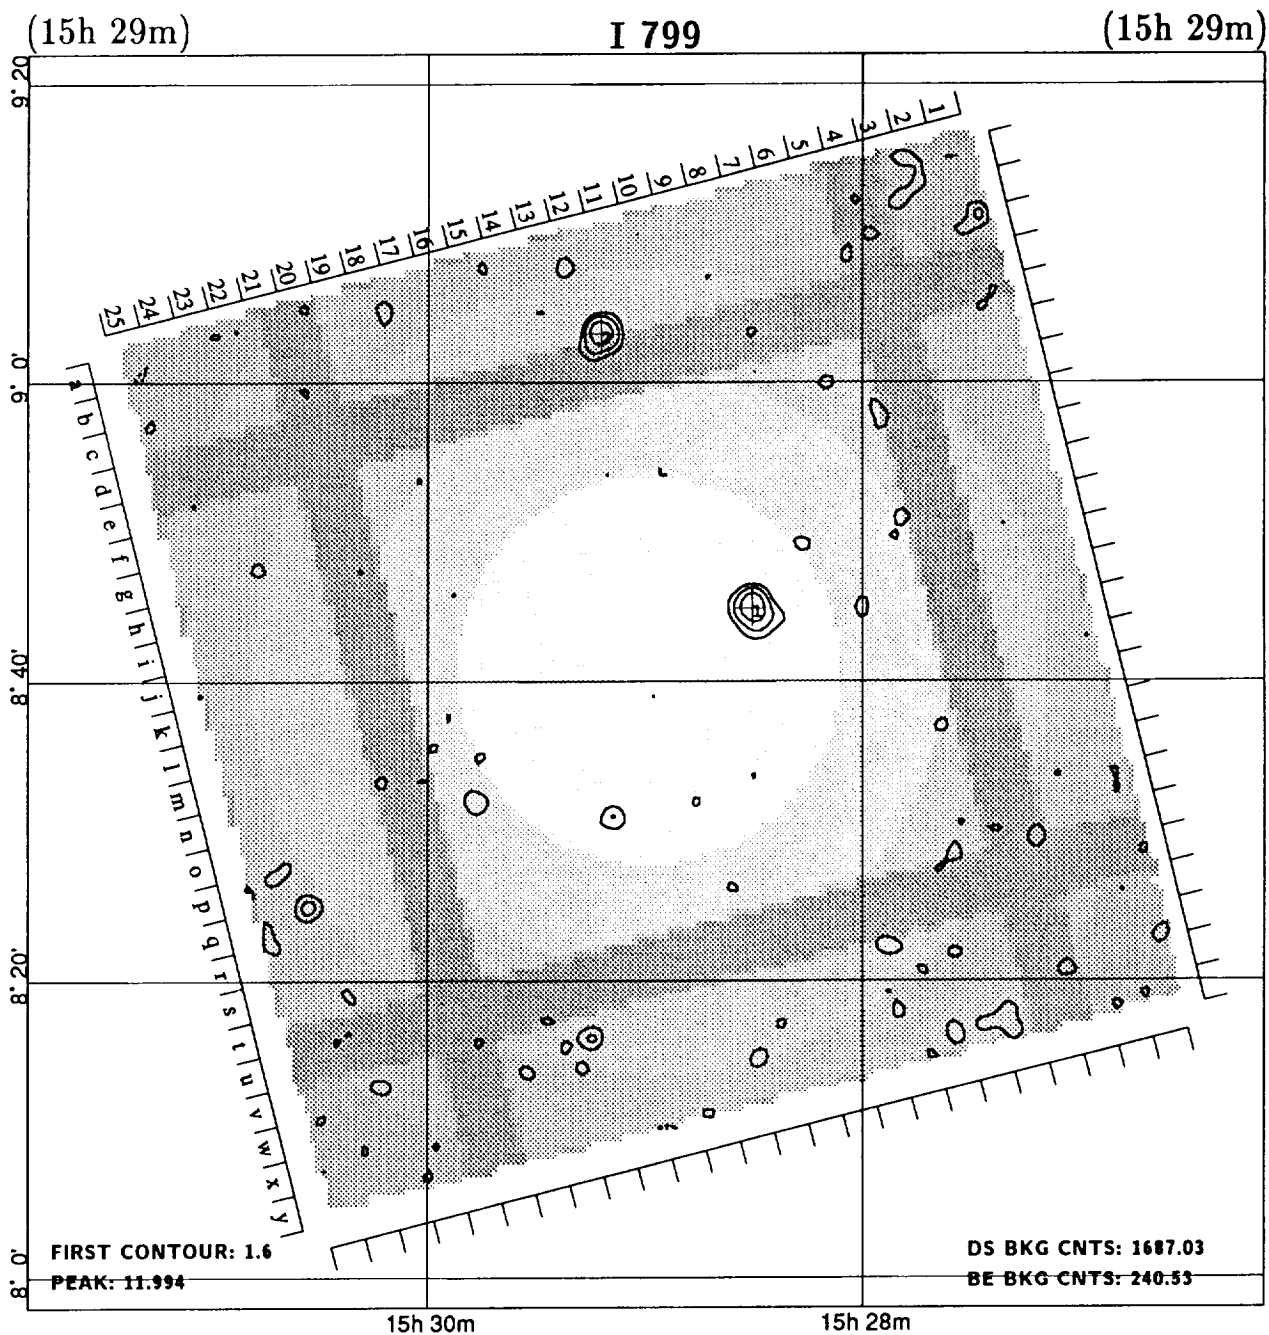 (15h 29m) I 799 (15h 29m)
9° 20'
1 2 3 4 5 6 7 8 9 10 11 12 13 14 15 16 17 18 19 20 21 22 23 24 25
9° 0'
a b c d e f g h i j k l m n o p q r s t u v w x y
8° 40'
8° 20'
8° 0'
FIRST CONTOUR: 1.6 DS BKG CNTS: 1687.03
PEAK: 11.994 BE BKG CNTS: 240.53
15h 30m 15h 28m